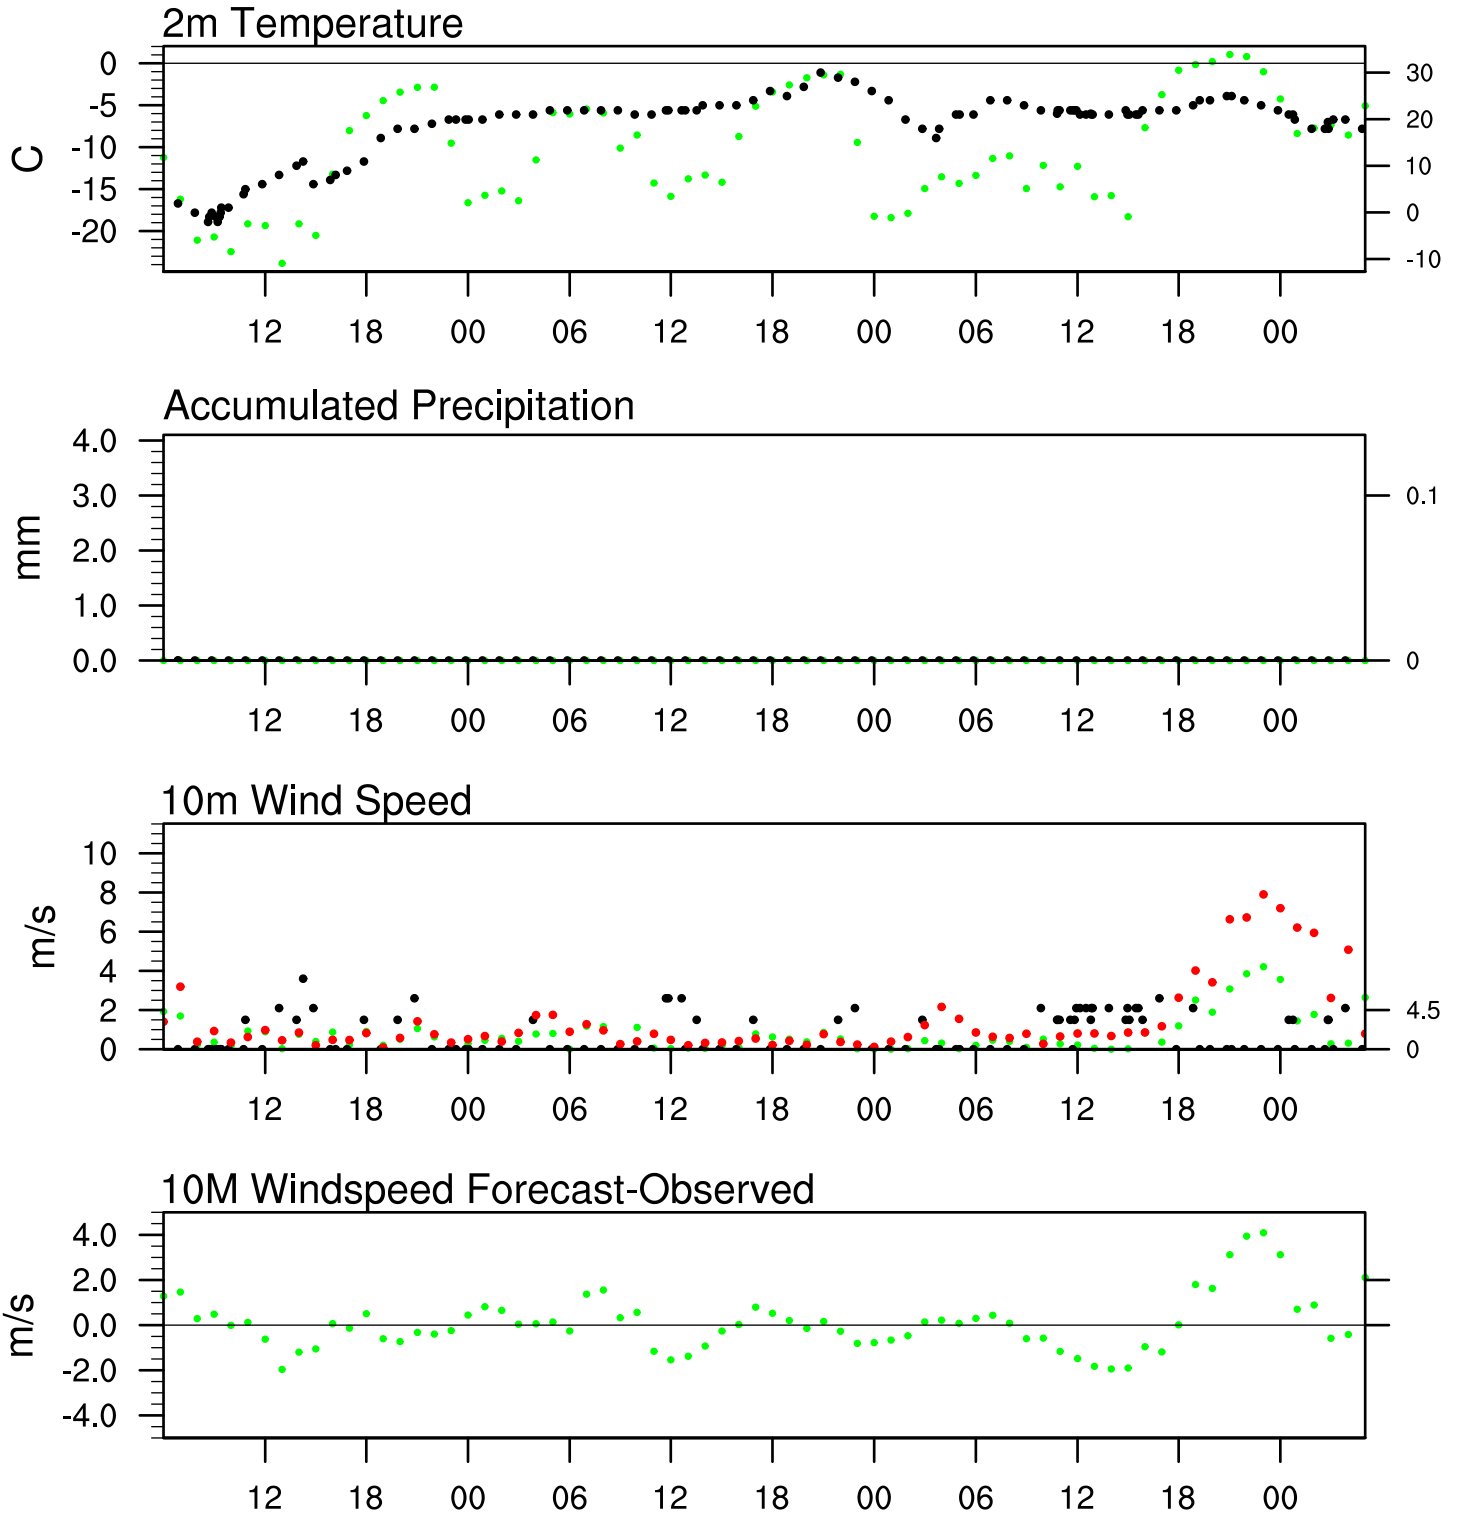 2m Temperature
0
-5
-10
-15
-20
C
30
20
10
0
-10
12 18 00 06 12 18 00 06 12 18 00
Accumulated Precipitation
4.0
3.0
2.0
1.0
0.0
mm
0.1
0
12 18 00 06 12 18 00 06 12 18 00
10m Wind Speed
10
8
6
4
2
0
m/s
4.5
0
12 18 00 06 12 18 00 06 12 18 00
10M Windspeed Forecast-Observed
4.0
2.0
0.0
-2.0
-4.0
m/s
12 18 00 06 12 18 00 06 12 18 00